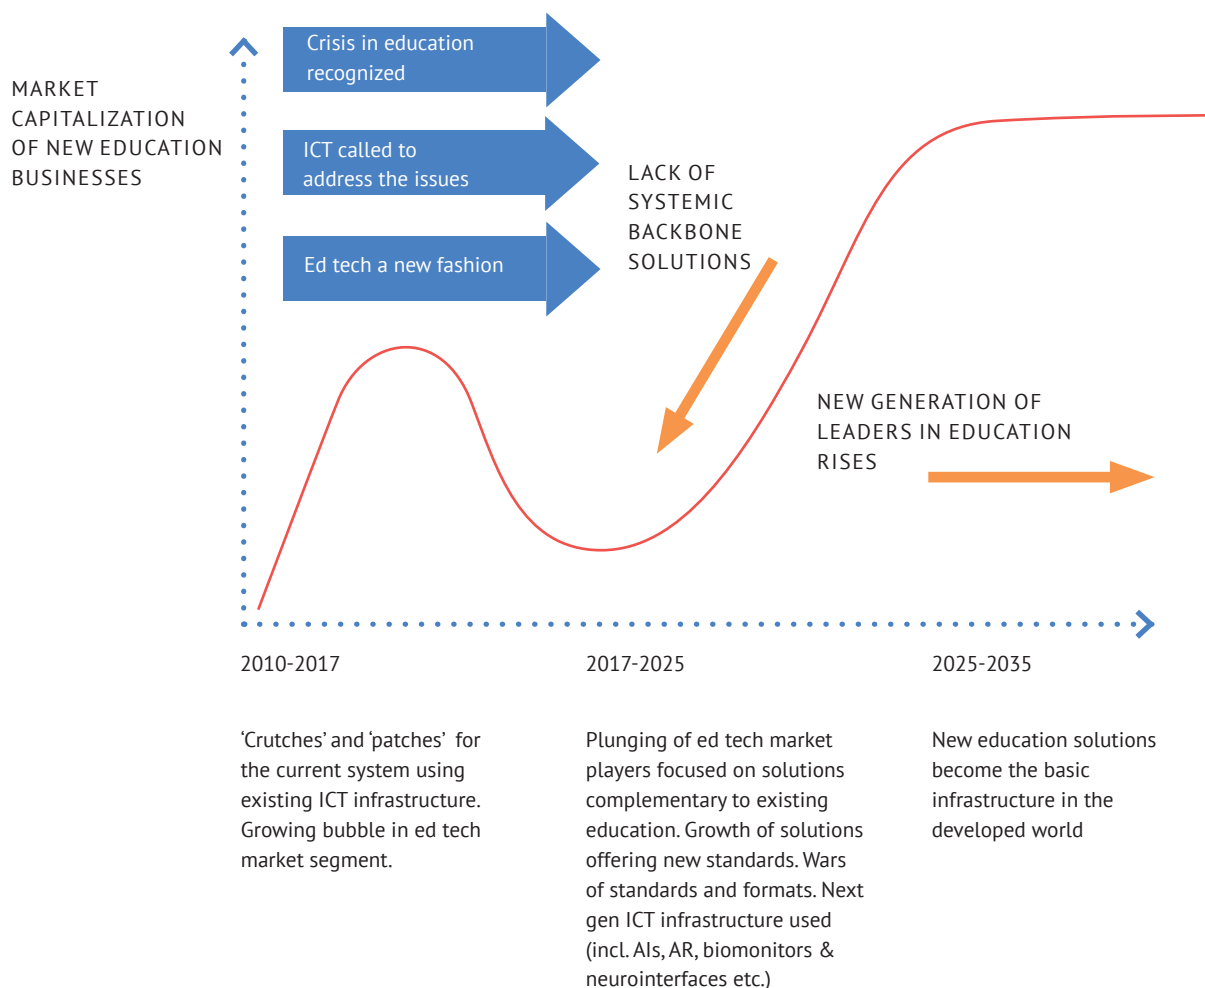 MARKET
CAPITALIZATION
OF NEW EDUCATION
BUSINESSES
Crisis in education
recognized
ICT called to
address the issues
Ed tech a new fashion
LACK OF
SYSTEMIC
BACKBONE
SOLUTIONS
NEW GENERATION OF
LEADERS IN EDUCATION
RISES
2010-2017
‘Crutches’ and ‘patches’ for
the current system using
existing ICT infrastructure.
Growing bubble in ed tech
market segment.
2017-2025
Plunging of ed tech market
players focused on solutions
complementary to existing
education. Growth of solutions
offering new standards. Wars
of standards and formats. Next
gen ICT infrastructure used
(incl. AIs, AR, biomonitors &
neurointerfaces etc.)
2025-2035
New education solutions
become the basic
infrastructure in the
developed world